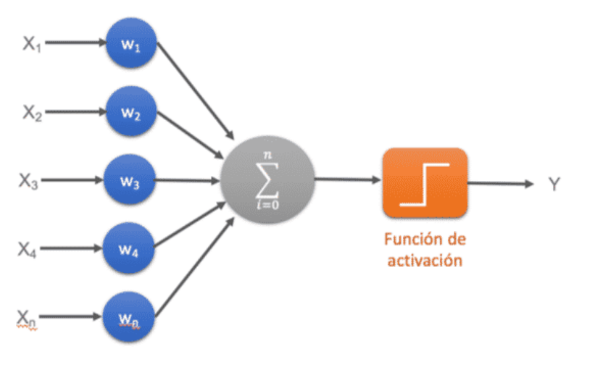 X₁ w₁
X₂ w₂
n
X₃ w₃ ∑ Y
i=0
Función de
X₄ w₄
activación
Xₙ wₙ